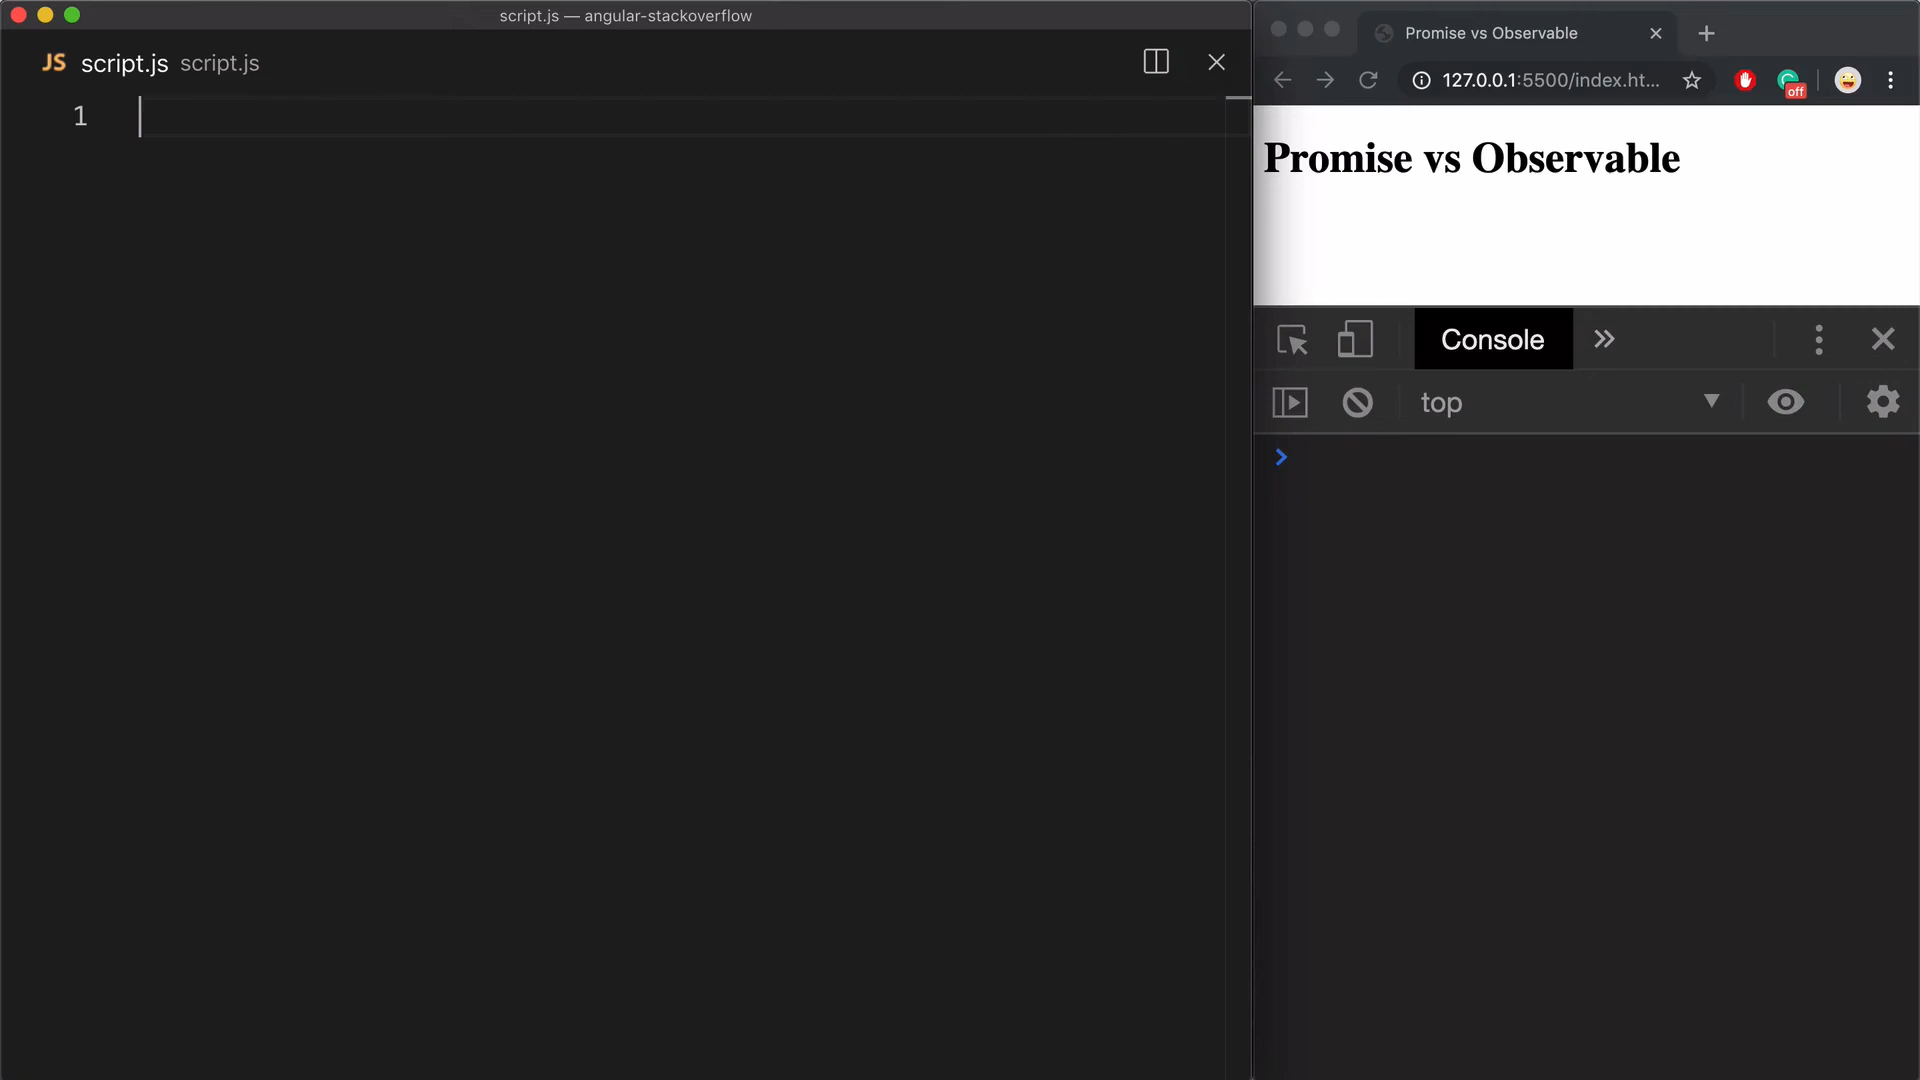 script.js — angular-stackoverflow
JS script.js script.js
1
Promise vs Observable
127.0.0.1:5500/index.ht...
off
Promise vs Observable
Console
top